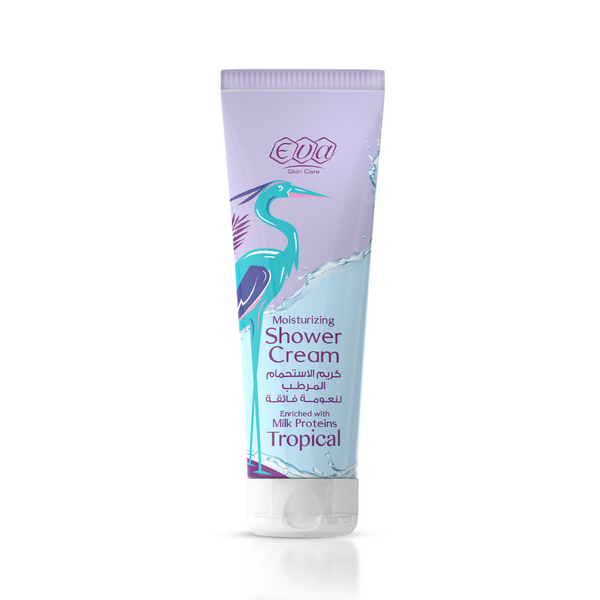 eva
Skin Care
Moisturizing
Shower
Cream
كريم الاستحمام
المرطب
لنعومة فائقة
Enriched with
Milk Proteins
Tropical